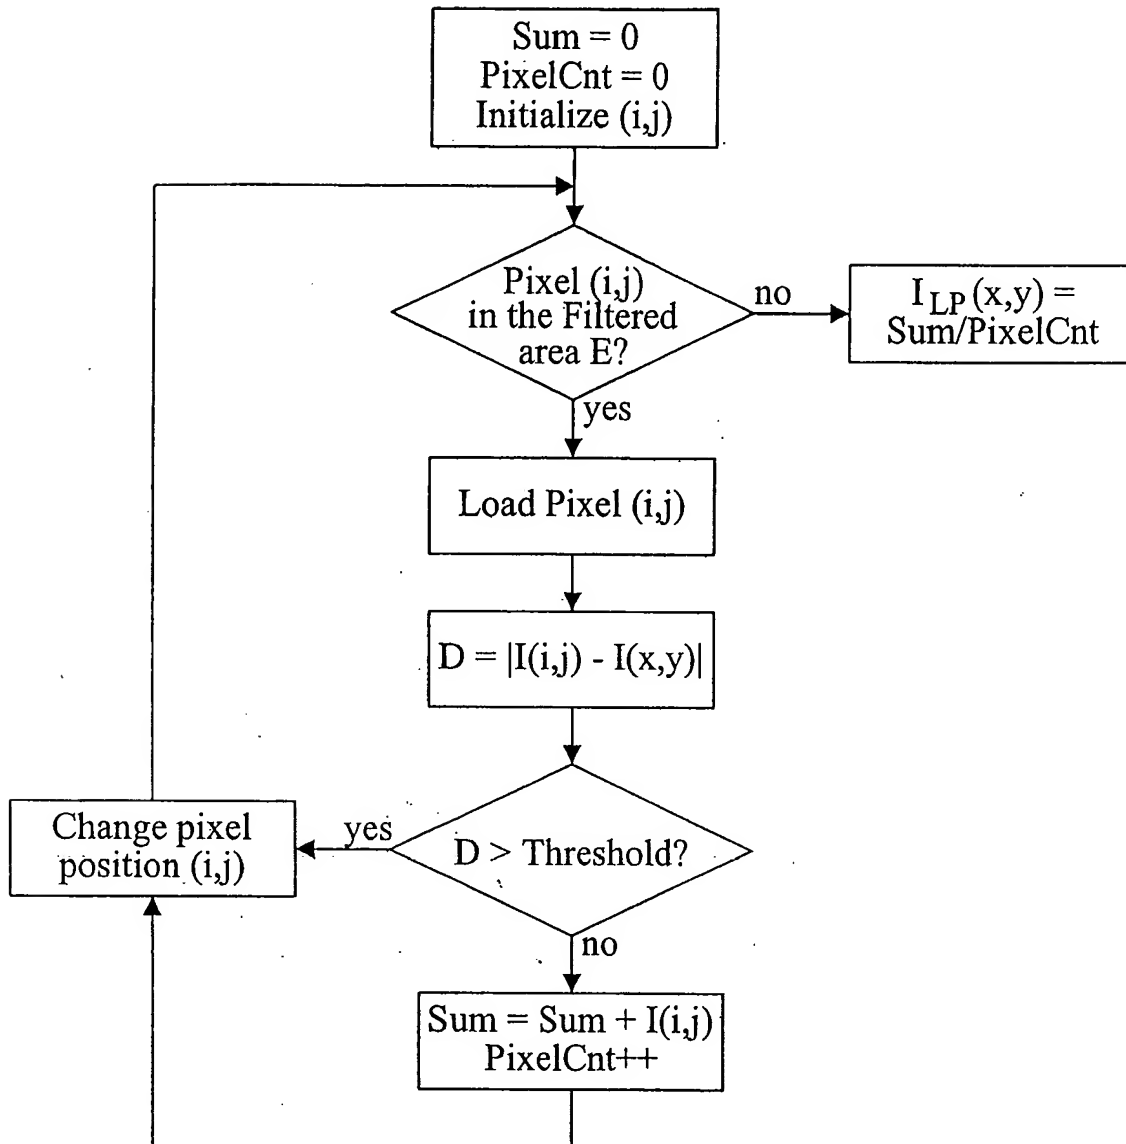 Sum = 0
PixelCnt = 0
Initialize (i,j)
Pixel (i,j)
in the Filtered
area E?
no
I LP (x,y) =
Sum/PixelCnt
yes
Load Pixel (i,j)
D = |I(i,j) - I(x,y)|
Change pixel
position (i,j)
yes
D > Threshold?
no
Sum = Sum + I(i,j)
PixelCnt++